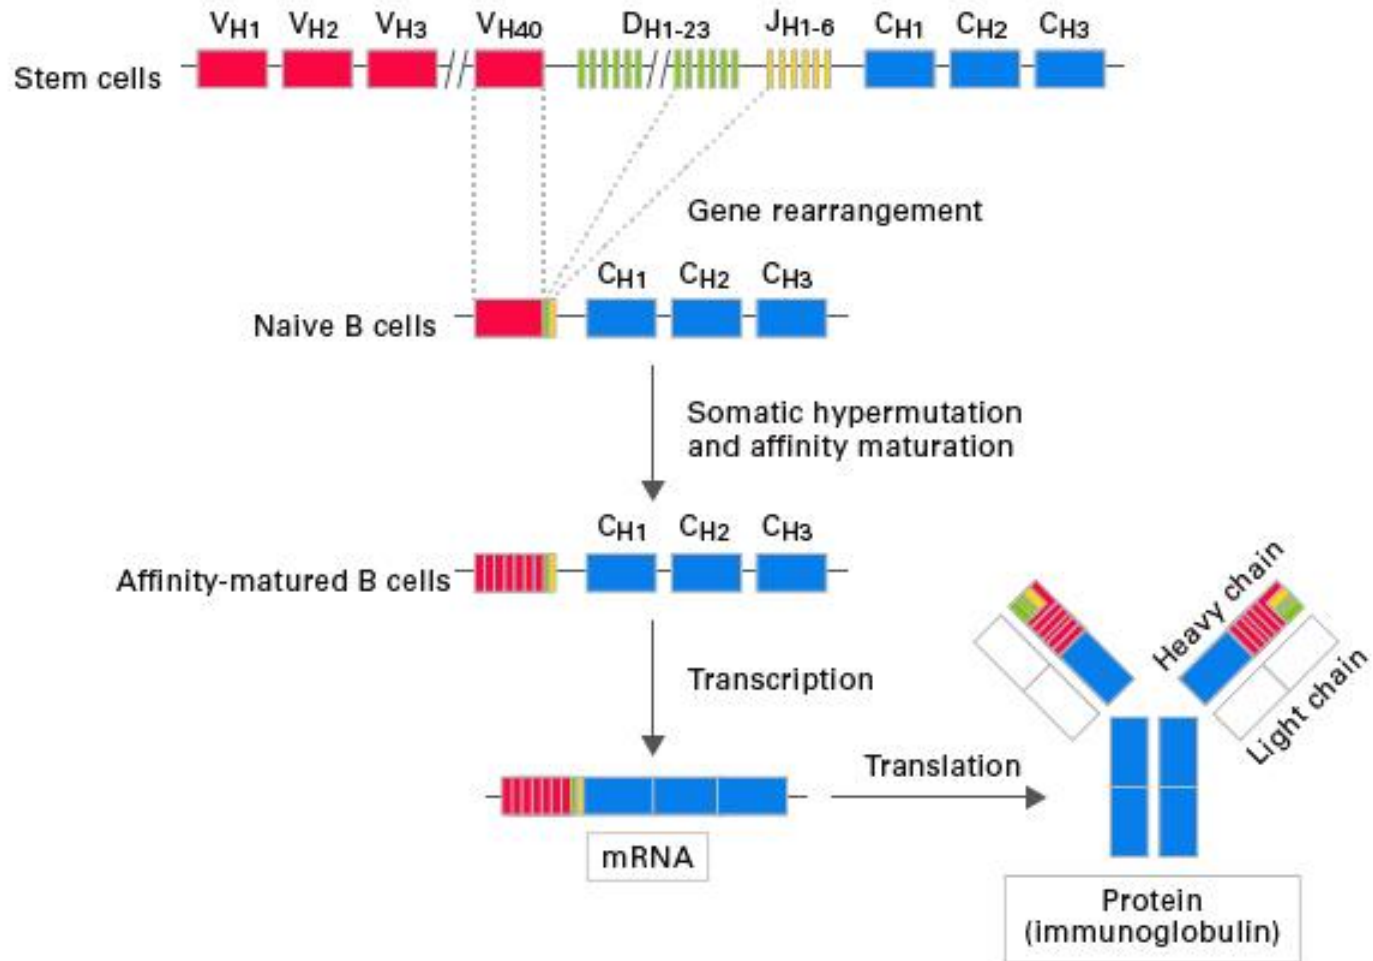 VH1 VH2 VH3 VH40 DH1-23 JH1-6 CH1 CH2 CH3
Stem cells
Gene rearrangement
CH1 CH2 CH3
Naive B cells
Somatic hypermutation
and affinity maturation
CH1 CH2 CH3
Affinity-matured B cells
Heavy chain
Light chain
Transcription
Translation
mRNA
Protein
(immunoglobulin)